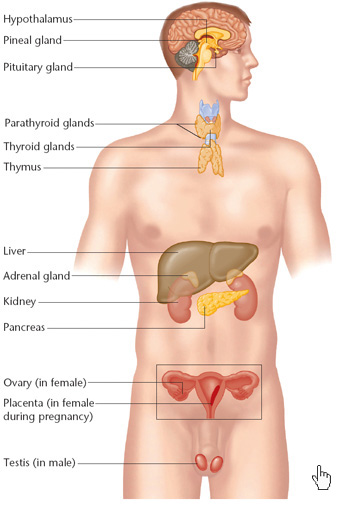 Hypothalamus
Pineal gland
Pituitary gland
Parathyroid glands
Thyroid glands
Thymus
Liver
Adrenal gland
Kidney
Pancreas
Ovary (in female)
Placenta (in female
during pregnancy)
Testis (in male)